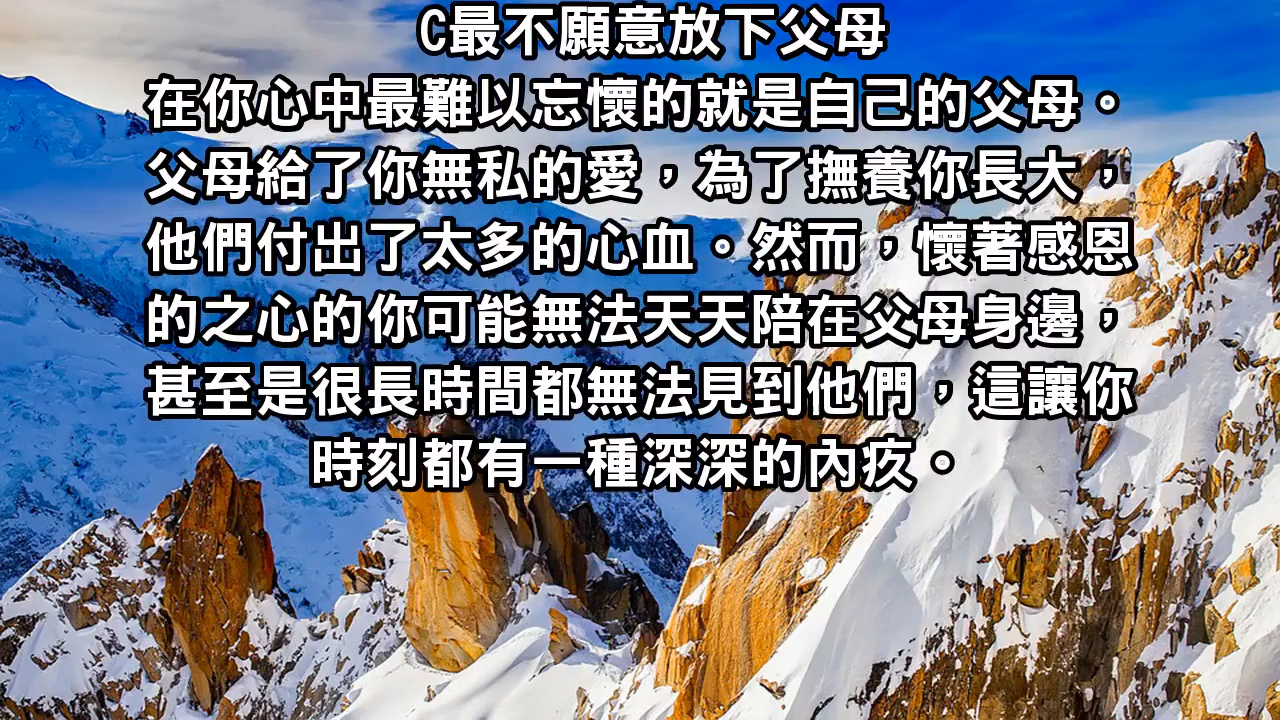 C最不願意放下父母
在你心中最難以忘懷的就是自己的父母。
父母給了你無私的愛，為了撫養你長大，
他們付出了太多的心血。然而，懷著感恩
的之心的你可能無法天天陪在父母身邊，
甚至是很長時間都無法見到他們，這讓你
時刻都有一種深深的內疚。